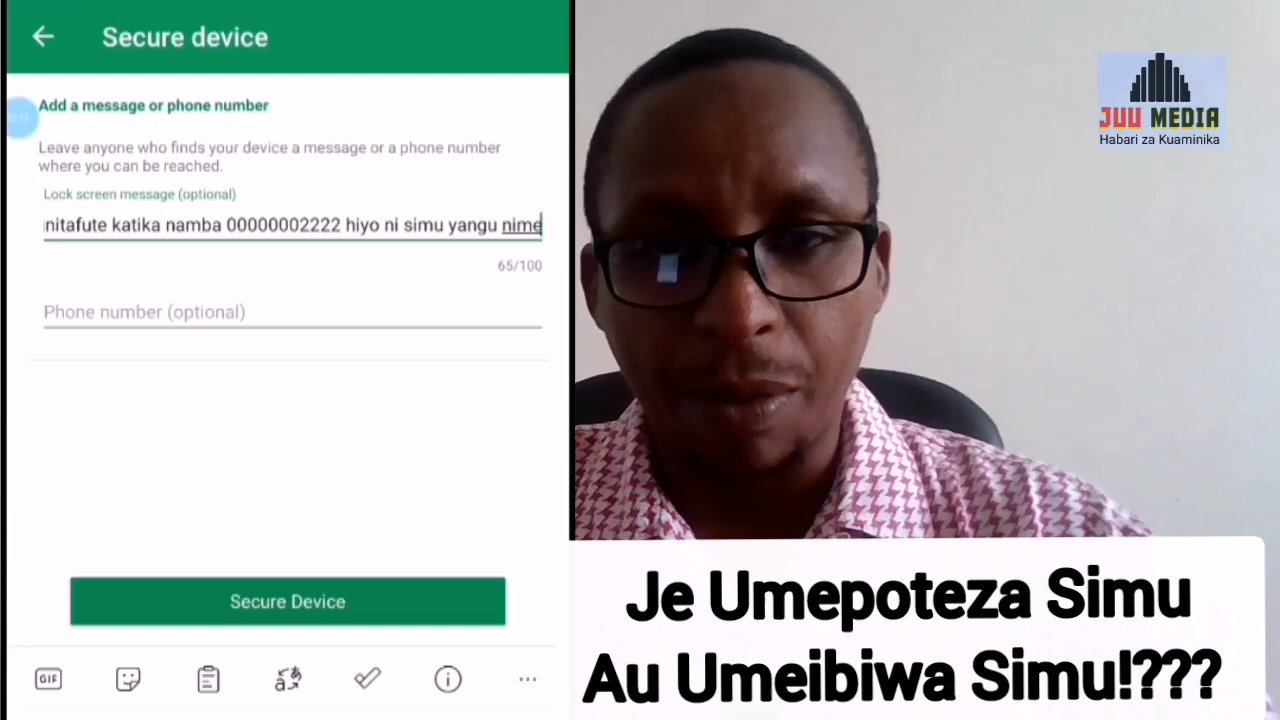 Secure device
Add a message or phone number
Leave anyone who finds your device a message or a phone number
where you can be reached.
Lock screen message (optional)
nitafute katika namba 00000002222 hiyo ni simu yangu nime
65/100
Phone number (optional)
Secure Device
GIF
JUU MEDIA
Habari za Kuaminika
Je Umepoteza Simu
Au Umeibiwa Simu!???